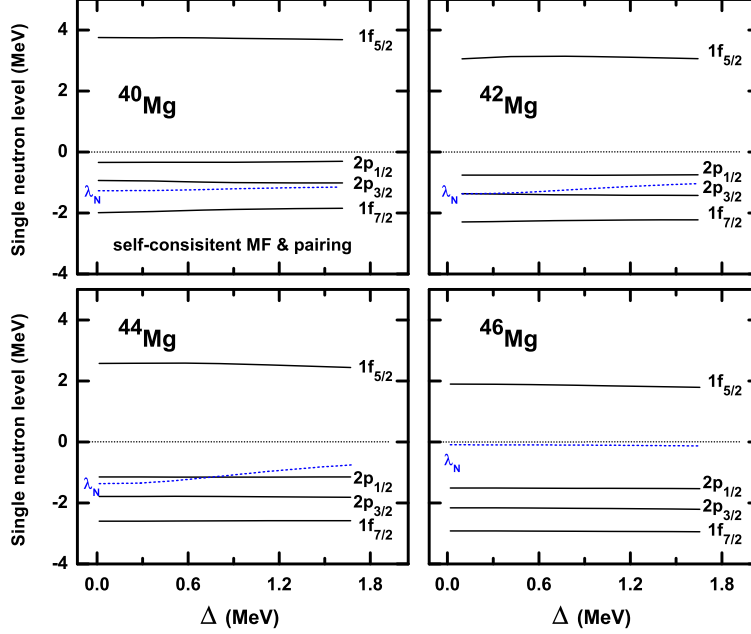 Single neutron level (MeV)
4
2
0
-2
-4
40Mg
1f5/2
2p1/2
2p3/2
1f7/2
λN
self-consisitent MF & pairing
42Mg
1f5/2
2p1/2
2p3/2
1f7/2
λN
Single neutron level (MeV)
4
2
0
-2
-4
44Mg
1f5/2
2p1/2
2p3/2
1f7/2
λN
0.0 0.6 1.2 1.8
Δ (MeV)
46Mg
1f5/2
λN
2p1/2
2p3/2
1f7/2
0.0 0.6 1.2 1.8
Δ (MeV)